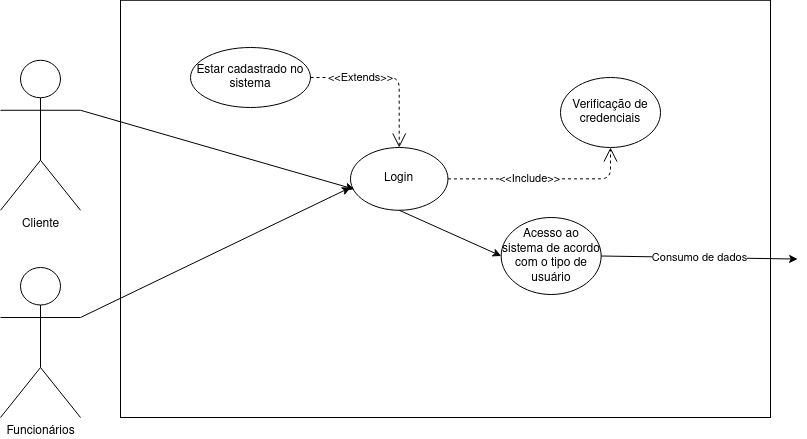 Estar cadastrado no
sistema
<<Extends>>
Verificação de
credenciais
Login
<<Include>>
Cliente
Acesso ao
sistema de acordo
com o tipo de
usuário
Consumo de dados
Funcionários